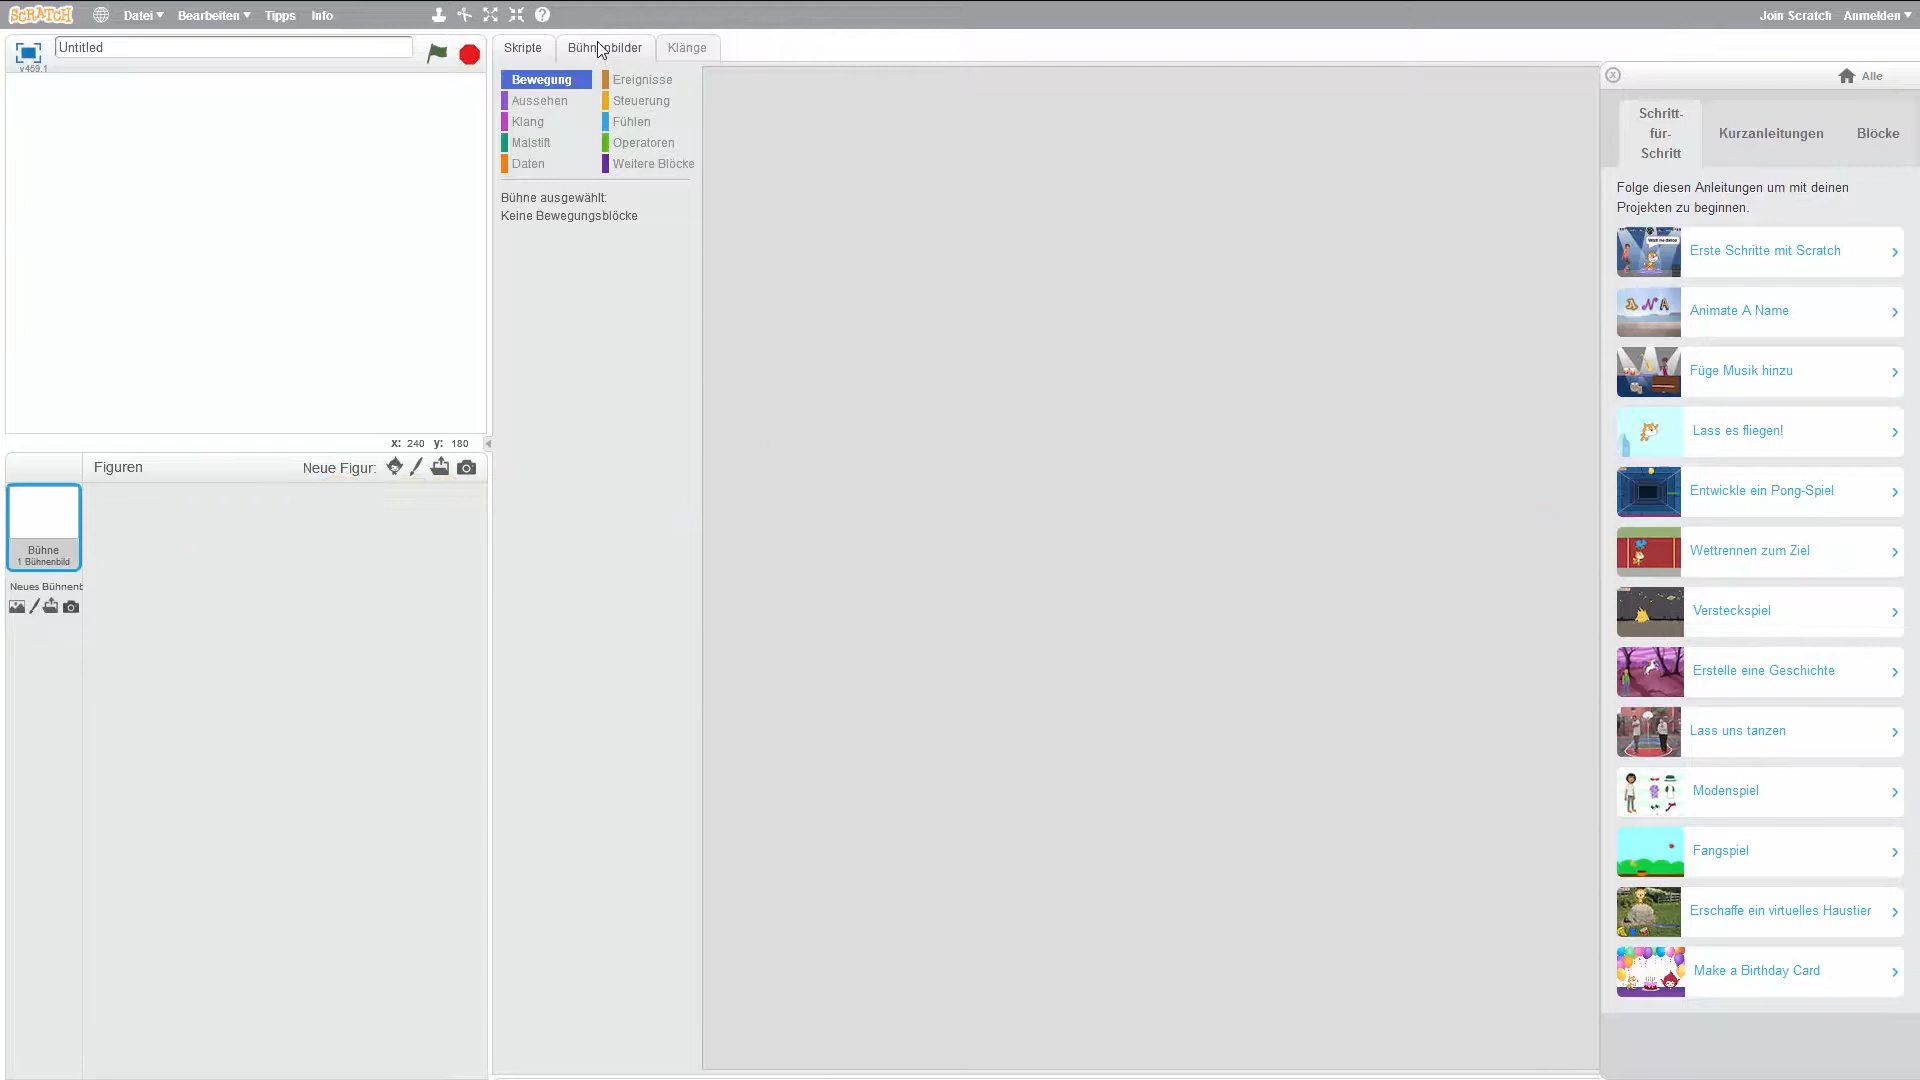 SCRATCH Datei Bearbeiten Tipps Info Join Scratch Anmelden
Untitled
v459.1
Skripte Bühnenbilder Klänge
Bewegung Ereignisse
Aussehen Steuerung
Klang Fühlen
Malstift Operatoren
Daten Weitere Blöcke
Bühne ausgewählt:
Keine Bewegungsblöcke
x: 240 y: 180
Figuren Neue Figur:
Bühne
1 Bühnenbild
Neues Bühnenb
Alle
Schritt-
für-
Schritt
Kurzanleitungen
Blöcke
Folge diesen Anleitungen um mit deinen
Projekten zu beginnen.
Erste Schritte mit Scratch
Animate A Name
Füge Musik hinzu
Lass es fliegen!
Entwickle ein Pong-Spiel
Wettrennen zum Ziel
Versteckspiel
Erstelle eine Geschichte
Lass uns tanzen
Modenspiel
Fangspiel
Erschaffe ein virtuelles Haustier
Make a Birthday Card